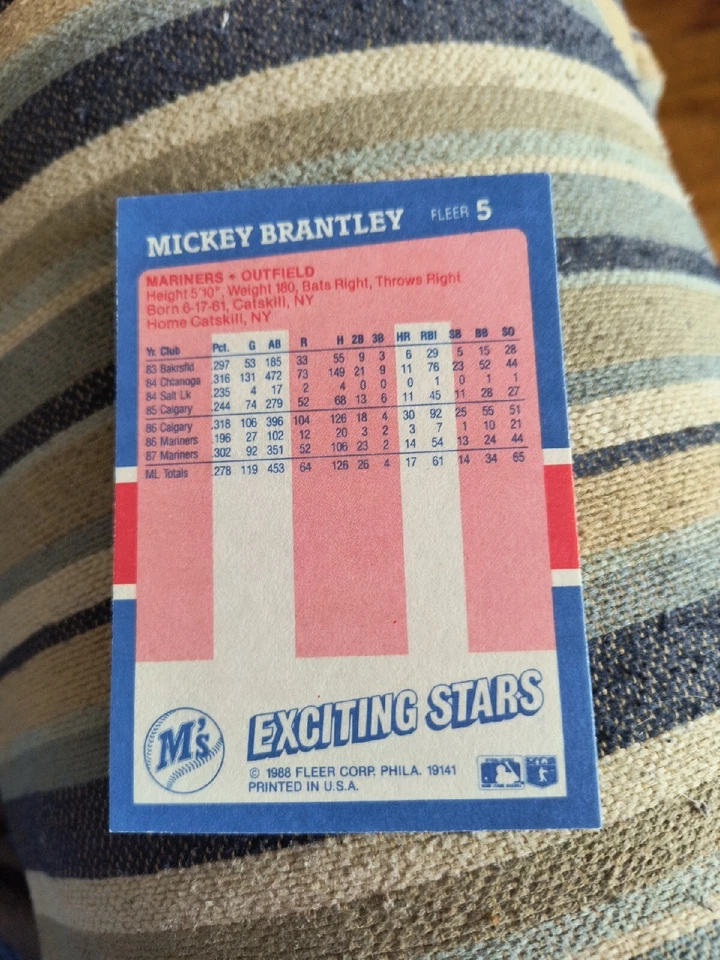 MICKEY BRANTLEY FLEER 5
MARINERS • OUTFIELD
Height 5'10", Weight 180, Bats Right, Throws Right
Born 6-17-61, Catskill, NY
Home Catskill, NY
Yr. Club Pct. G AB R H 2B 3B HR RBI SB BB SO
83 Bakrsfld .297 53 185 33 55 9 3 6 29 5 15 28
84 Chtanoga .316 131 472 73 149 21 9 11 76 23 52 44
84 Salt Lk .235 4 17 2 4 0 0 0 1 0 1 1
85 Calgary .244 74 279 52 68 13 6 11 45 11 28 27
86 Calgary .318 106 396 104 126 18 4 30 92 25 55 51
86 Mariners .196 27 102 12 20 3 2 3 7 1 10 21
87 Mariners .302 92 351 52 106 23 2 14 54 13 24 44
ML Totals .278 119 453 64 126 26 4 17 61 14 34 65
M's
EXCITING STARS
© 1988 FLEER CORP. PHILA. 19141
PRINTED IN U.S.A.